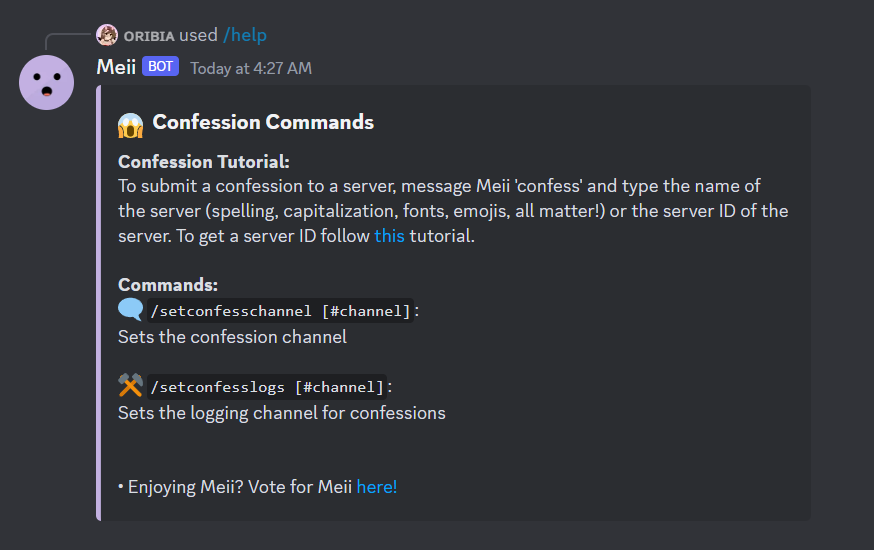 ORIBIA used /help
Meii BOT Today at 4:27 AM
Confession Commands
Confession Tutorial:
To submit a confession to a server, message Meii 'confess' and type the name of
the server (spelling, capitalization, fonts, emojis, all matter!) or the server ID of the
server. To get a server ID follow this tutorial.
Commands:
/setconfesschannel [#channel]:
Sets the confession channel
/setconfesslogs [#channel]:
Sets the logging channel for confessions
• Enjoying Meii? Vote for Meii here!